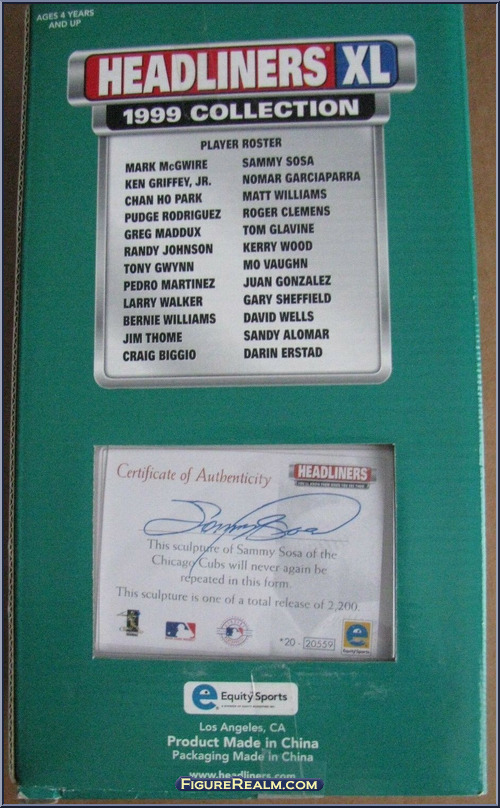 AGES 4 YEARS
AND UP
HEADLINERS XL
1999 COLLECTION
PLAYER ROSTER
MARK McGWIRE
KEN GRIFFEY, JR.
CHAN HO PARK
PUDGE RODRIGUEZ
GREG MADDUX
RANDY JOHNSON
TONY GWYNN
PEDRO MARTINEZ
LARRY WALKER
BERNIE WILLIAMS
JIM THOME
CRAIG BIGGIO
SAMMY SOSA
NOMAR GARCIAPARRA
MATT WILLIAMS
ROGER CLEMENS
TOM GLAVINE
KERRY WOOD
MO VAUGHN
JUAN GONZALEZ
GARY SHEFFIELD
DAVID WELLS
SANDY ALOMAR
DARIN ERSTAD
Certificate of Authenticity
HEADLINERS
Sammy Sosa
This sculpture of Sammy Sosa of the
Chicago Cubs will never again be
repeated in this form.
This sculpture is one of a total release of 2,200.
*20 - 20559
e
EquitySports
e EquitySports
Los Angeles, CA
Product Made in China
Packaging Made in China
www.headliners.com
FIGUREREALM.COM